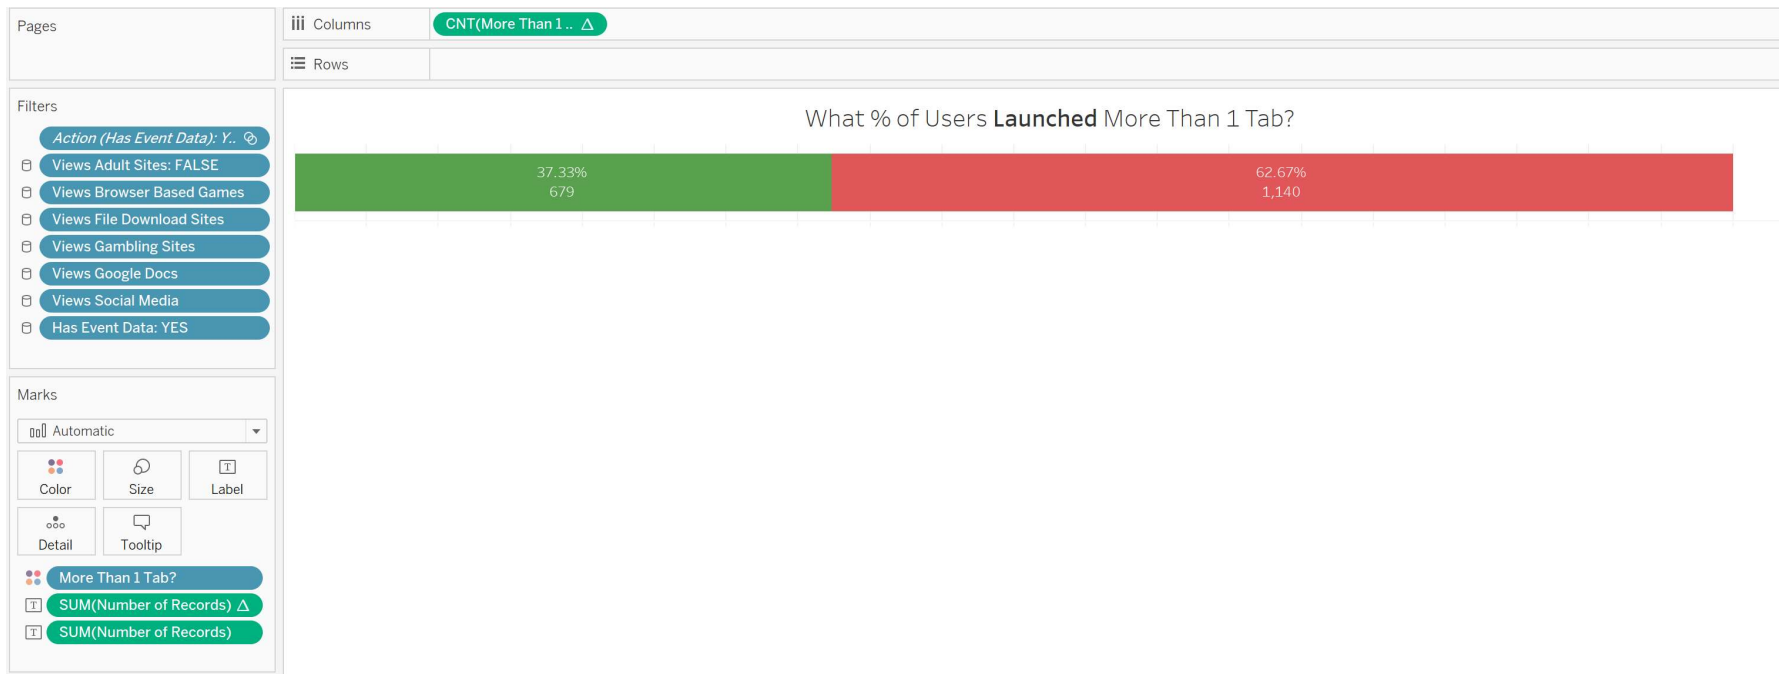 Pages
Columns
CNT(More Than 1 .. Δ
Rows
Filters
Action (Has Event Data): Y..
Views Adult Sites: FALSE
Views Browser Based Games
Views File Download Sites
Views Gambling Sites
Views Google Docs
Views Social Media
Has Event Data: YES
What % of Users Launched More Than 1 Tab?
37.33%
679
62.67%
1,140
Marks
Automatic
Color
Size
T
Label
Detail
Tooltip
More Than 1 Tab?
T SUM(Number of Records) Δ
T SUM(Number of Records)